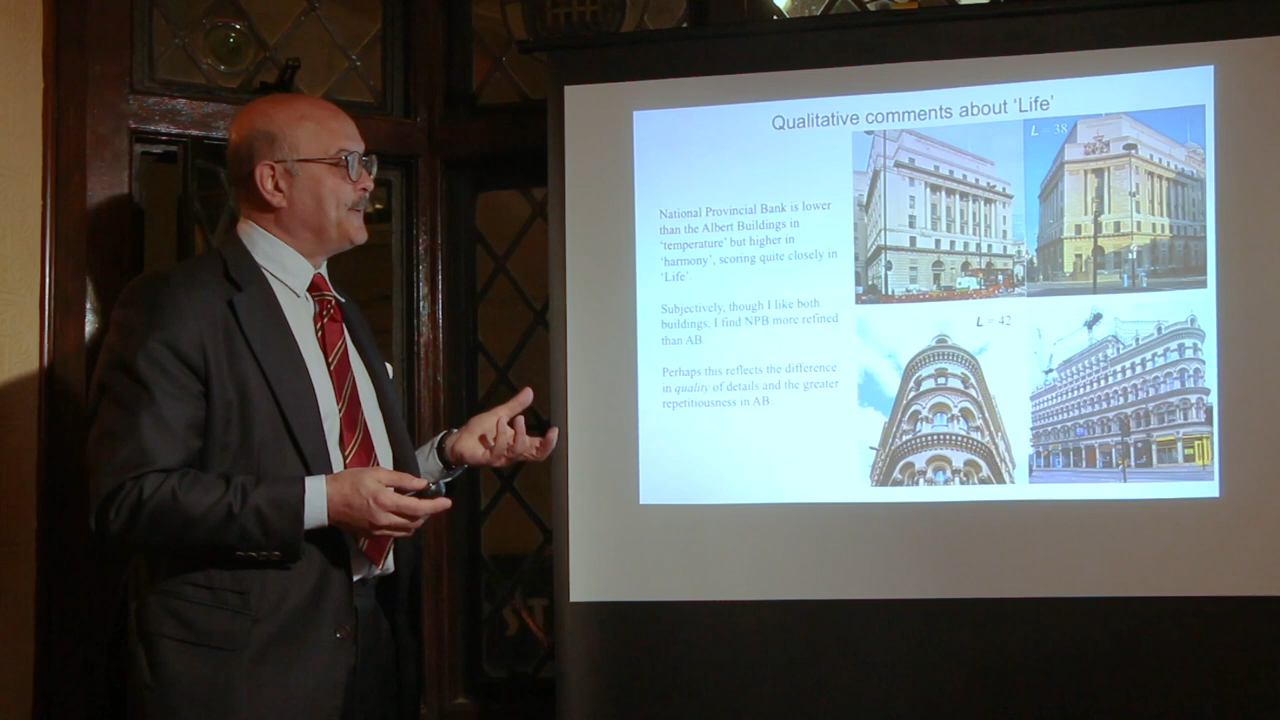 Qualitative comments about ‘Life’
L = 38
National Provincial Bank is lower
than the Albert Buildings in
‘temperature’ but higher in
‘harmony’, scoring quite closely in
‘Life’.
Subjectively, though I like both
buildings, I find NPB more refined
than AB
Perhaps this reflects the difference
in quality of details and the greater
repetitiousness in AB
L = 42